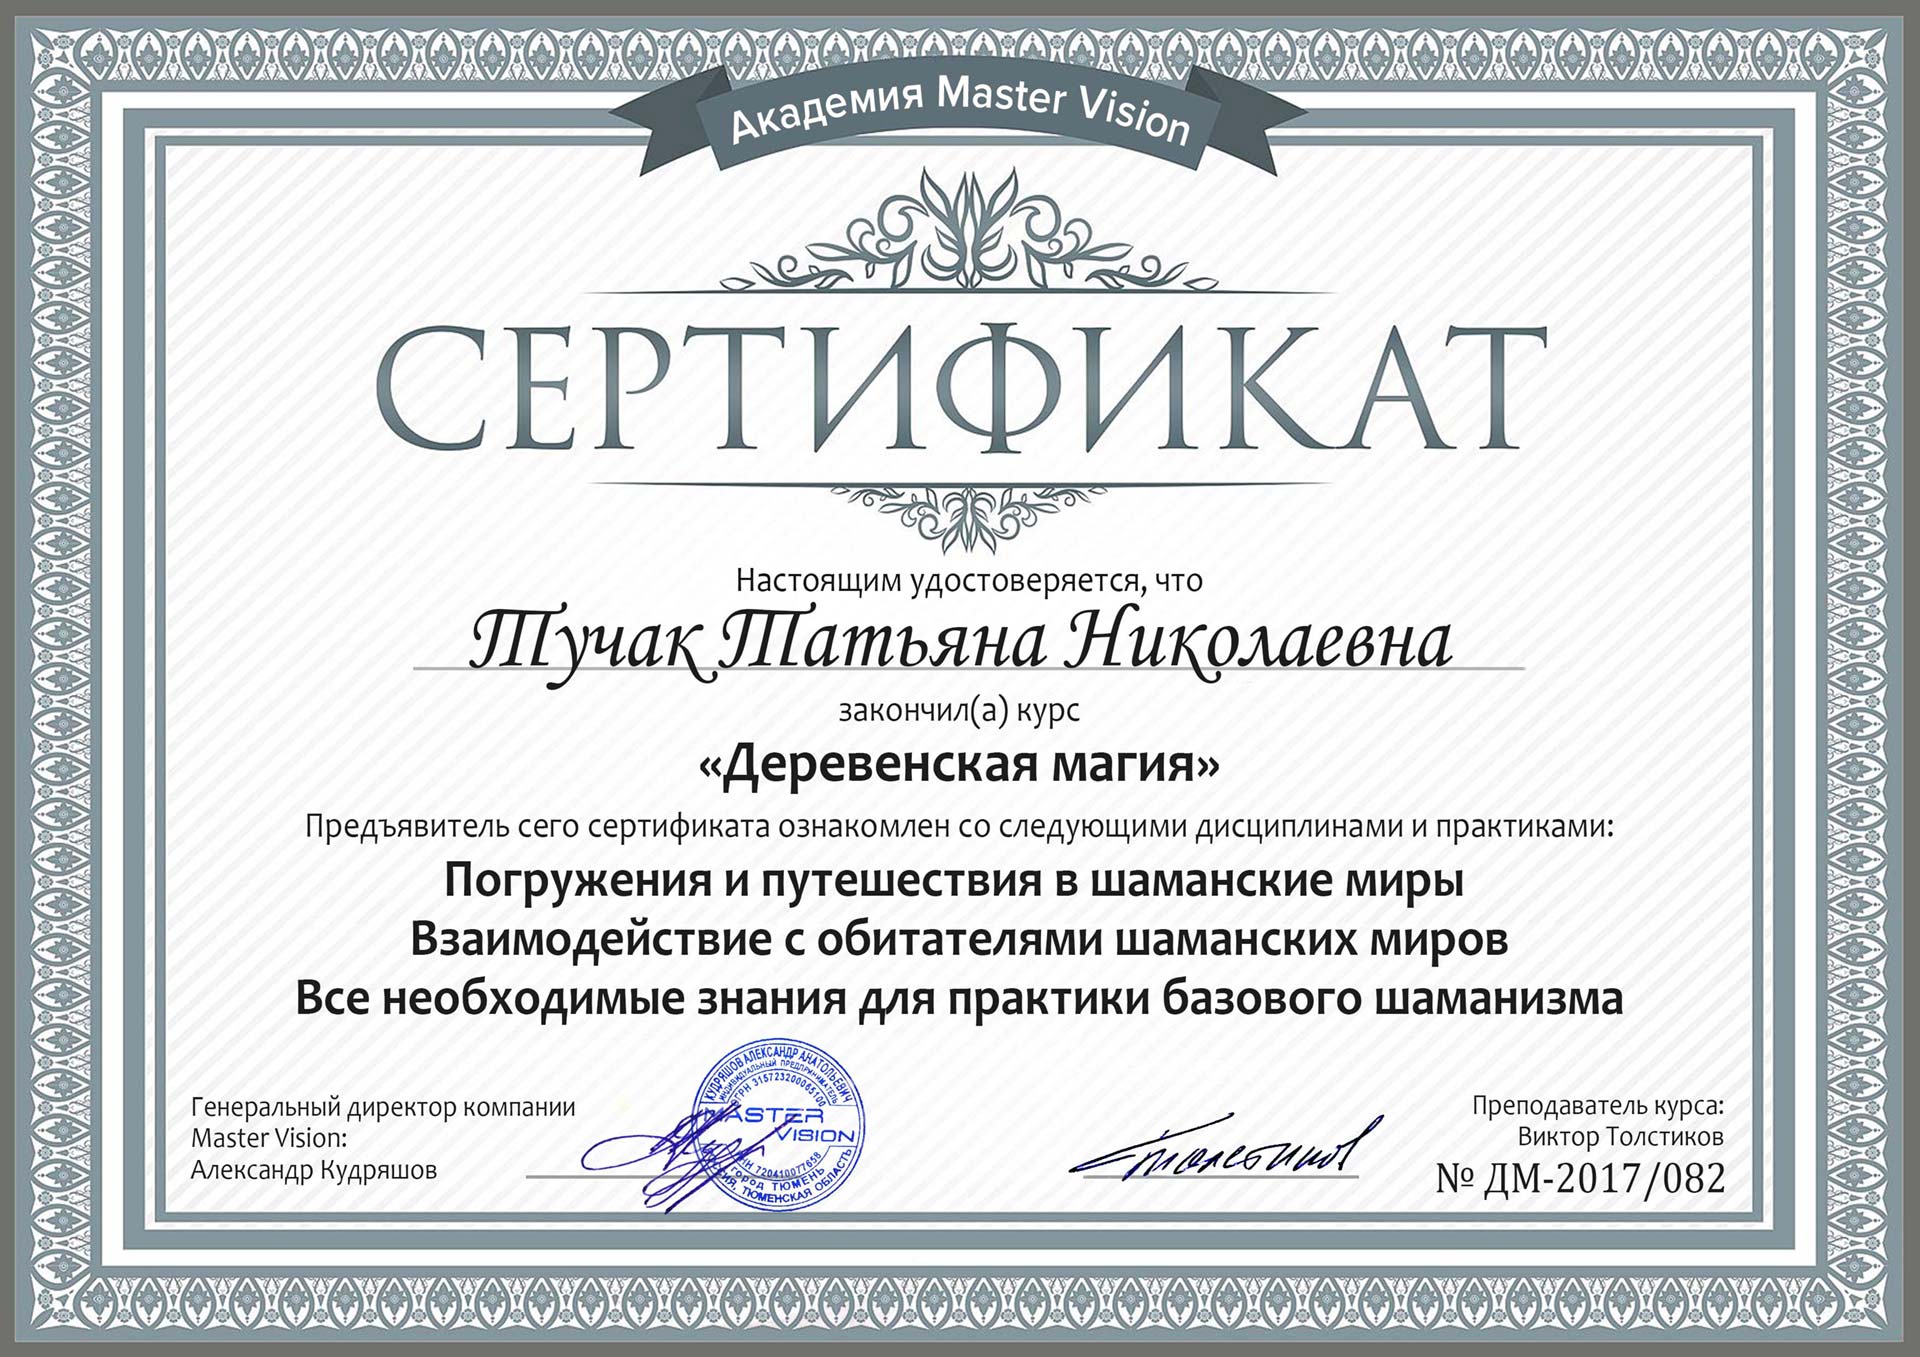 Академия Master Vision
СЕРТИФИКАТ
Настоящим удостоверяется, что
Тучак Татьяна Николаевна
закончил(а) курс
«Деревенская магия»
Предъявитель сего сертификата ознакомлен со следующими дисциплинами и практиками:
Погружения и путешествия в шаманские миры
Взаимодействие с обитателями шаманских миров
Все необходимые знания для практики базового шаманизма
Генеральный директор компании
Master Vision:
Александр Кудряшов
КУДРЯШОВ АЛЕКСАНДР АНАТОЛЬЕВИЧ
ИНДИВИДУАЛЬНЫЙ ПРЕДПРИНИМАТЕЛЬ
ОГРН 315723200065100
MASTER
VISION
720410077658
ГОРОД ТЮМЕНЬ
ТЮМЕНСКАЯ ОБЛАСТЬ
Толстиков
Преподаватель курса:
Виктор Толстиков
№ ДМ-2017/082